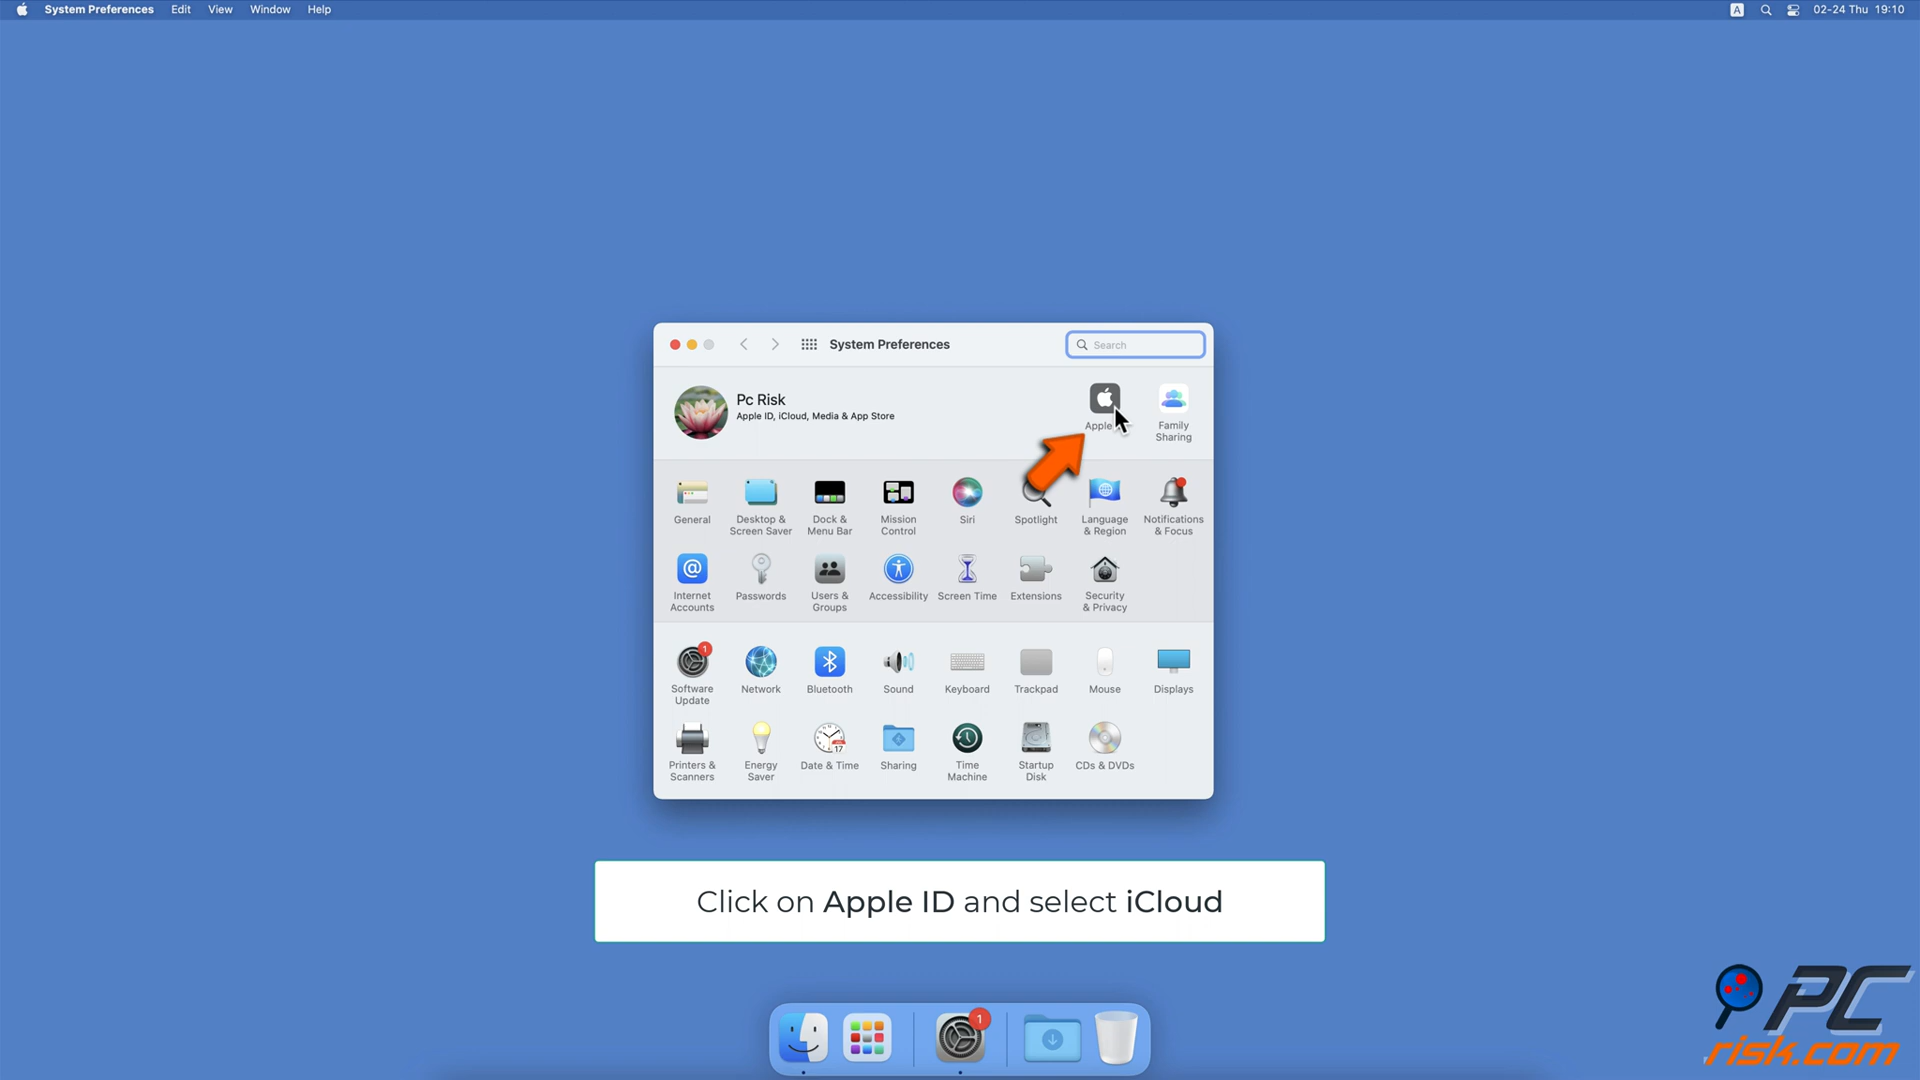 System Preferences Edit View Window Help
A 02-24 Thu 19:10
System Preferences
Search
Pc Risk
Apple ID, iCloud, Media & App Store
Apple
Family
Sharing
General
Desktop &
Screen Saver
Dock &
Menu Bar
Mission
Control
Siri
Spotlight
Language
& Region
Notifications
& Focus
Internet
Accounts
Passwords
Users &
Groups
Accessibility
Screen Time
Extensions
Security
& Privacy
1
Software
Update
Network
Bluetooth
Sound
Keyboard
Trackpad
Mouse
Displays
Printers &
Scanners
Energy
Saver
17
Date & Time
Sharing
Time
Machine
Startup
Disk
CDs & DVDs
Click on Apple ID and select iCloud
1
PC
risk.com